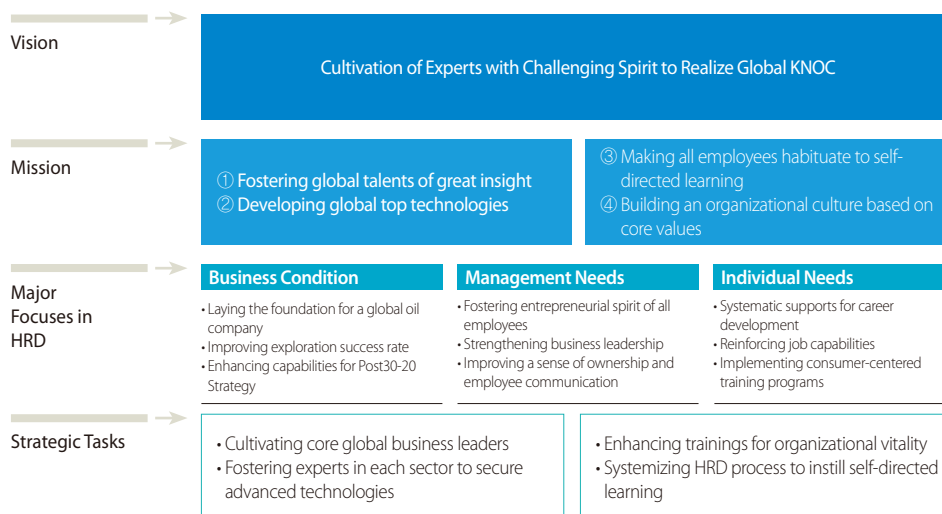 Vision
Cultivation of Experts with Challenging Spirit to Realize Global KNOC
Mission
① Fostering global talents of great insight
② Developing global top technologies
③ Making all employees habituate to self-
directed learning
④ Building an organizational culture based on
core values
Major
Focuses in
HRD
Business Condition
• Laying the foundation for a global oil
company
• Improving exploration success rate
• Enhancing capabilities for Post30-20
Strategy
Management Needs
• Fostering entrepreneurial spirit of all
employees
• Strengthening business leadership
• Improving a sense of ownership and
employee communication
Individual Needs
• Systematic supports for career
development
• Reinforcing job capabilities
• Implementing consumer-centered
training programs
Strategic Tasks
• Cultivating core global business leaders
• Fostering experts in each sector to secure
advanced technologies
• Enhancing trainings for organizational vitality
• Systemizing HRD process to instill self-directed
learning